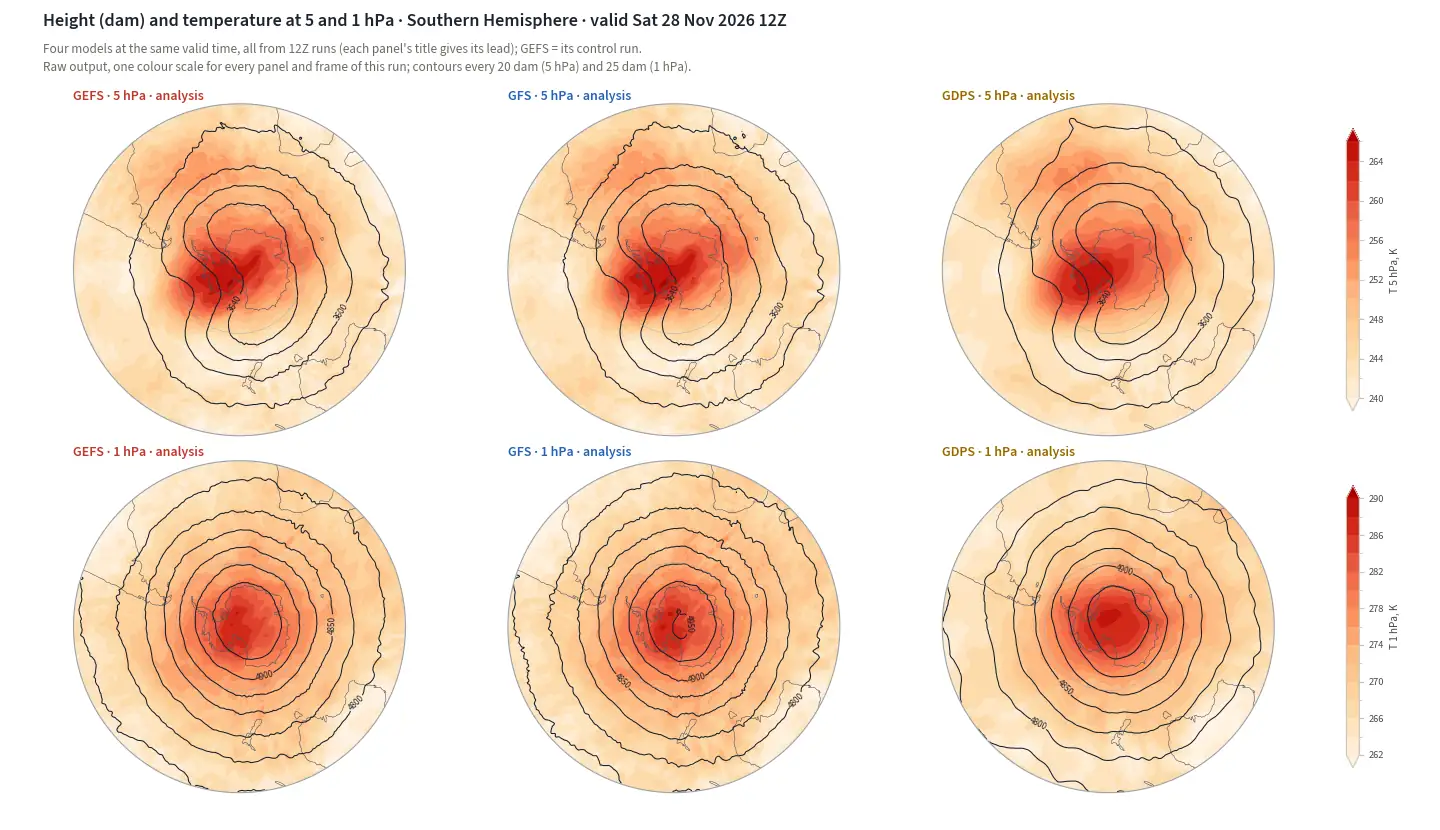 Height (dam) and temperature at 5 and 1 hPa · Southern Hemisphere · valid Sat 28 Nov 2026 12Z
Four models at the same valid time, all from 12Z runs (each panel's title gives its lead); GEFS = its control run.
Raw output, one colour scale for every panel and frame of this run; contours every 20 dam (5 hPa) and 25 dam (1 hPa).
GEFS · 5 hPa · analysis
GFS · 5 hPa · analysis
GDPS · 5 hPa · analysis
3640
3600
3640
3600
3600
264
260
256
252
248
244
240
T 5 hPa, K
GEFS · 1 hPa · analysis
GFS · 1 hPa · analysis
GDPS · 1 hPa · analysis
4850
4900
4800
4950
4850
4900
4800
4900
4850
4800
290
286
282
278
274
270
266
262
T 1 hPa, K